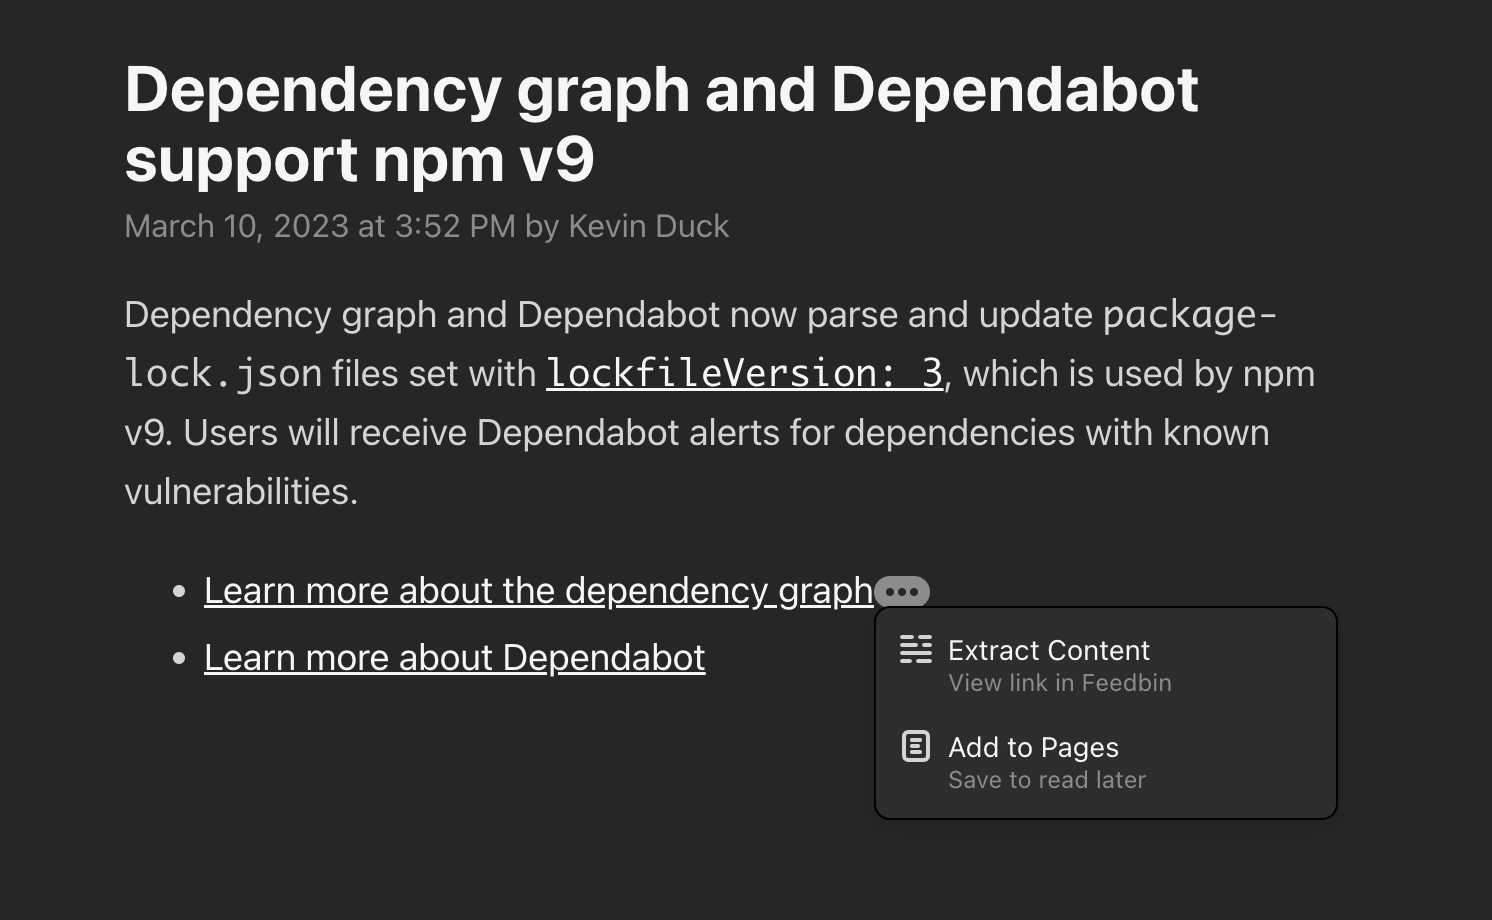 Dependency graph and Dependabot
support npm v9
March 10, 2023 at 3:52 PM by Kevin Duck
Dependency graph and Dependabot now parse and update package-
lock.json files set with lockfileVersion: 3, which is used by npm
v9. Users will receive Dependabot alerts for dependencies with known
vulnerabilities.
• Learn more about the dependency graph •••
• Learn more about Dependabot
Extract Content
View link in Feedbin
Add to Pages
Save to read later